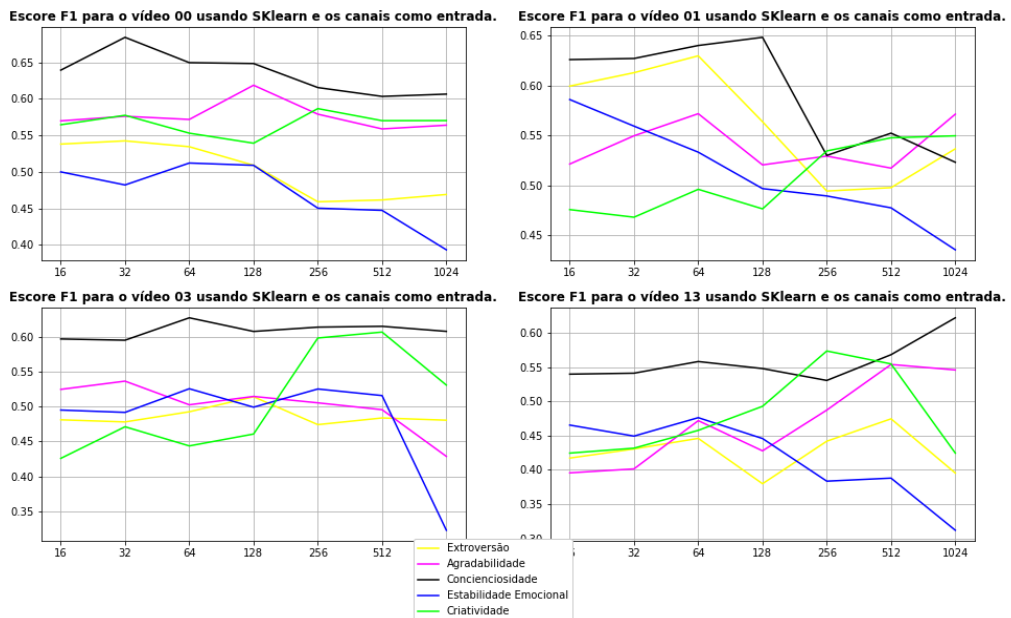 Escore F1 para o vídeo 00 usando SKlearn e os canais como entrada.
0.65
0.60
0.55
0.50
0.45
0.40
16 32 64 128 256 512 1024
Escore F1 para o vídeo 01 usando SKlearn e os canais como entrada.
0.65
0.60
0.55
0.50
0.45
16 32 64 128 256 512 1024
Escore F1 para o vídeo 03 usando SKlearn e os canais como entrada.
0.60
0.55
0.50
0.45
0.40
0.35
16 32 64 128 256 512
Escore F1 para o vídeo 13 usando SKlearn e os canais como entrada.
0.60
0.55
0.50
0.45
0.40
0.35
0.30
32 64 128 256 512 1024
Extroversão
Agradabilidade
Concienciosidade
Estabilidade Emocional
Criatividade